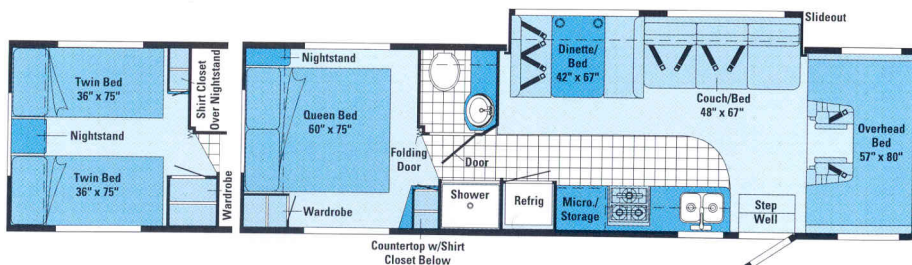 Twin Bed
36" x 75"
Shirt Closet
Over Nightstand
Nightstand
Twin Bed
36" x 75"
Wardrobe
Nightstand
Queen Bed
60" x 75"
Wardrobe
Folding
Door
Door
Countertop w/Shirt
Closet Below
Shower
Refrig
Micro./
Storage
Dinette/
Bed
42" x 67"
Slideout
Couch/Bed
48" x 67"
Overhead
Bed
57" x 80"
Step
Well